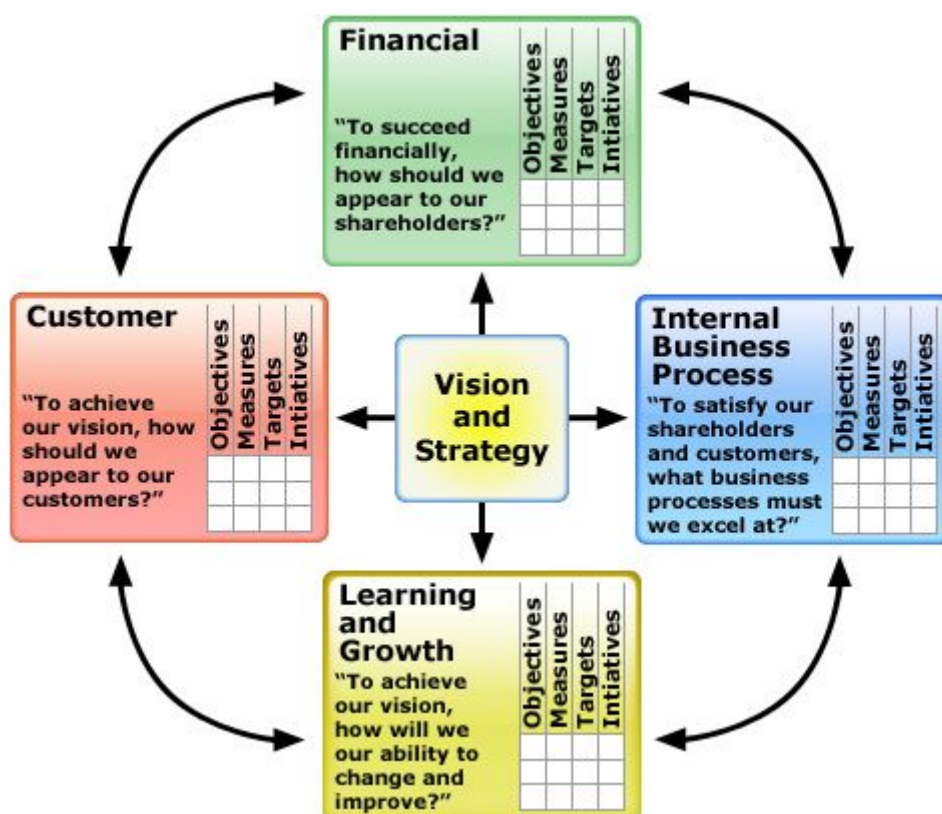 Financial
“To succeed
financially,
how should we
appear to our
shareholders?”
Objectives
Measures
Targets
Intiatives
Customer
“To achieve
our vision, how
should we
appear to our
customers?”
Objectives
Measures
Targets
Intiatives
Vision
and
Strategy
Internal
Business
Process
“To satisfy our
shareholders
and customers,
what business
processes must
we excel at?”
Objectives
Measures
Targets
Intiatives
Learning
and
Growth
“To achieve
our vision,
how will we
our ability to
change and
improve?”
Objectives
Measures
Targets
Intiatives